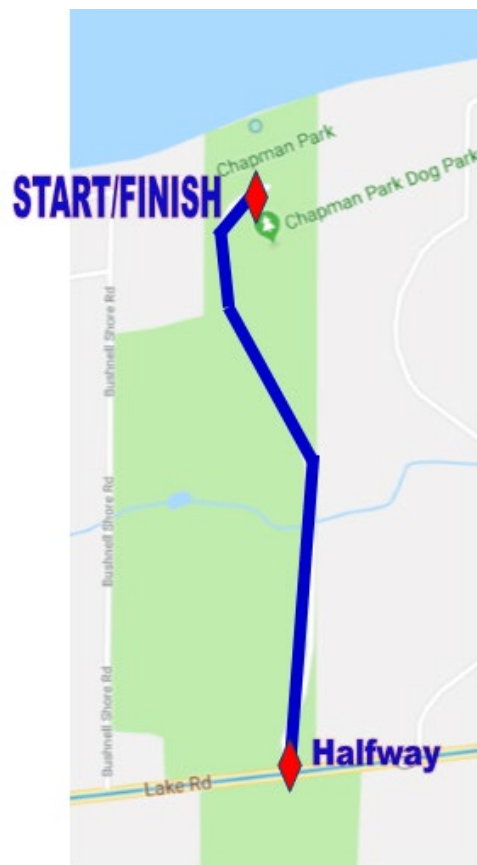 Chapman Park
START/FINISH
Chapman Park Dog Park
Bushnell Shore Rd
Bushnell Shore Rd
Bushnell Shore Rd
Halfway
Lake Rd